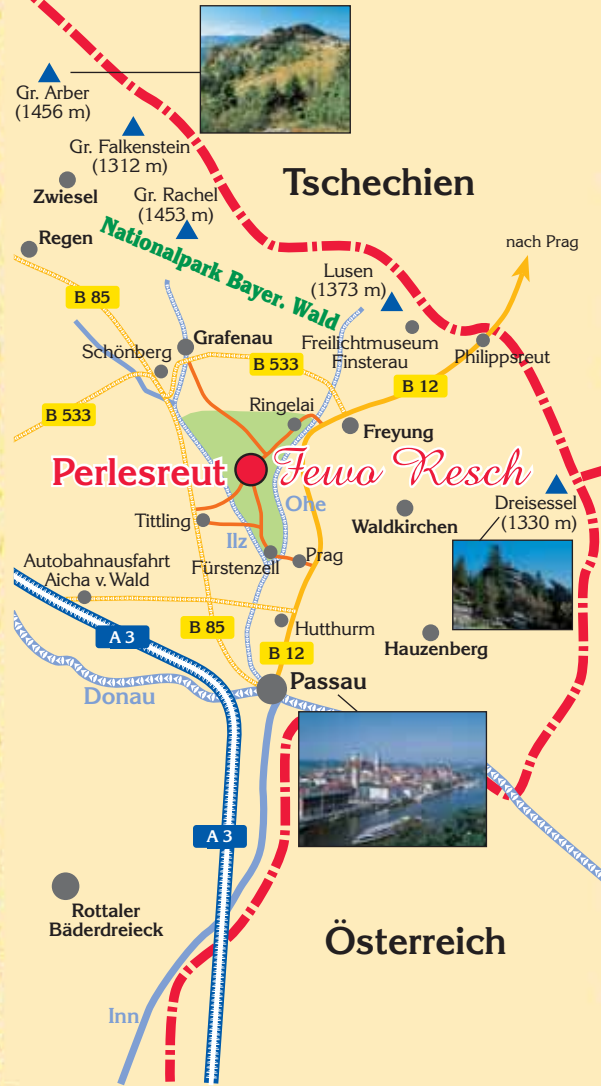 Gr. Arber
(1456 m)
Gr. Falkenstein
(1312 m)
Tschechien
Zwiesel
Gr. Rachel
(1453 m)
Regen
Nationalpark Bayer. Wald
nach Prag
Lusen
(1373 m)
B 85
Grafenau
Freilichtmuseum
Finsterau
Philippsreut
Schönberg
B 533
B 12
B 533
Ringelai
Freyung
Perlesreut
Fewo Resch
Ohe
Dreisessel
(1330 m)
Tittling
Waldkirchen
Ilz
Autobahnausfahrt
Aicha v. Wald
Fürstenzell
Prag
A 3
B 85
Hutthurm
Hauzenberg
B 12
Passau
Donau
A 3
Rottaler
Bäderdreieck
Österreich
Inn